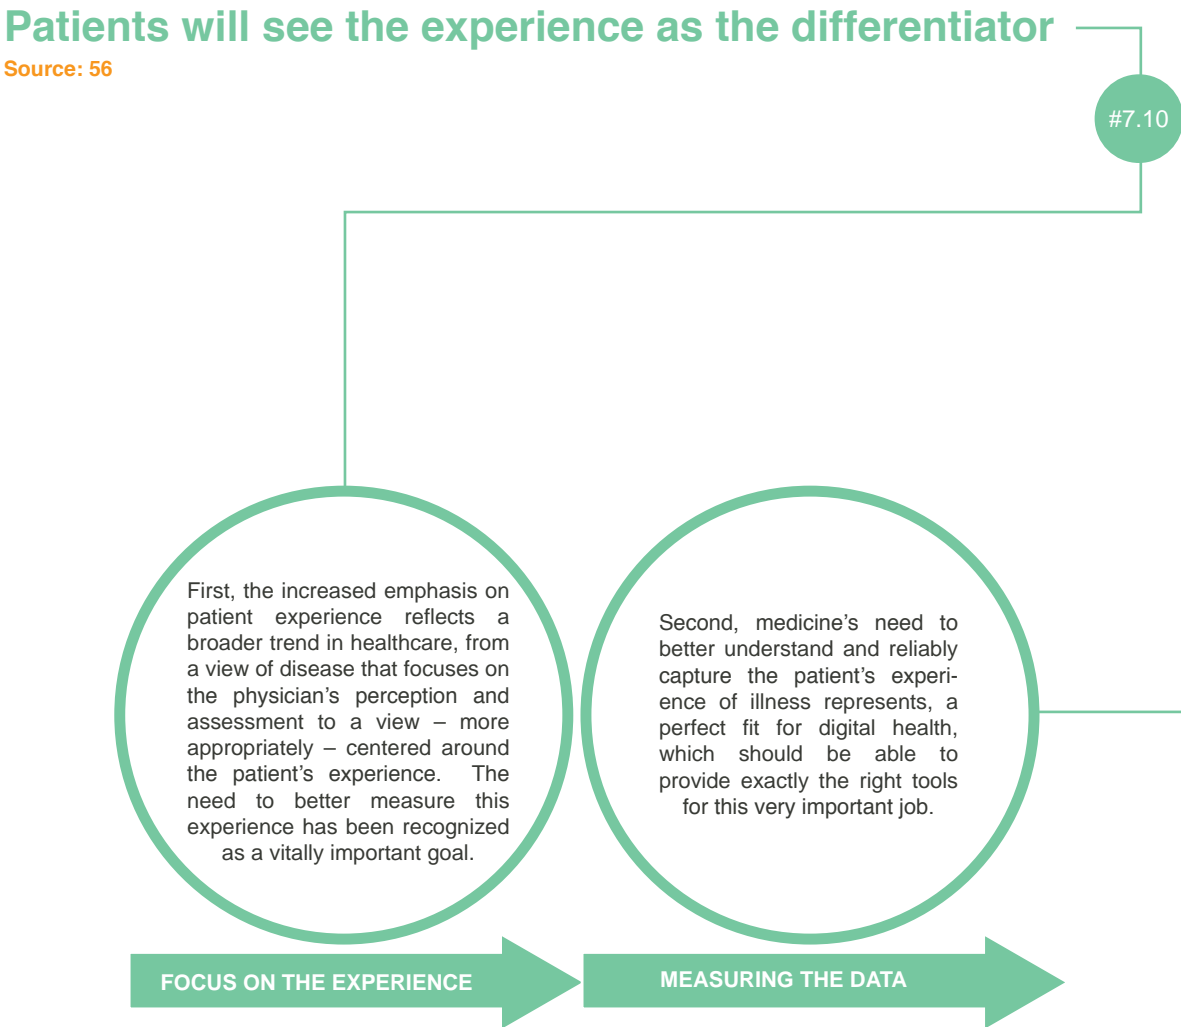 Patients will see the experience as the differentiator
Source: 56
#7.10
First, the increased emphasis on
patient experience reflects a
broader trend in healthcare, from
a view of disease that focuses on
the physician’s perception and
assessment to a view – more
appropriately – centered around
the patient’s experience. The
need to better measure this
experience has been recognized
as a vitally important goal.
Second, medicine’s need to
better understand and reliably
capture the patient’s experi-
ence of illness represents, a
perfect fit for digital health,
which should be able to
provide exactly the right tools
for this very important job.
FOCUS ON THE EXPERIENCE
MEASURING THE DATA